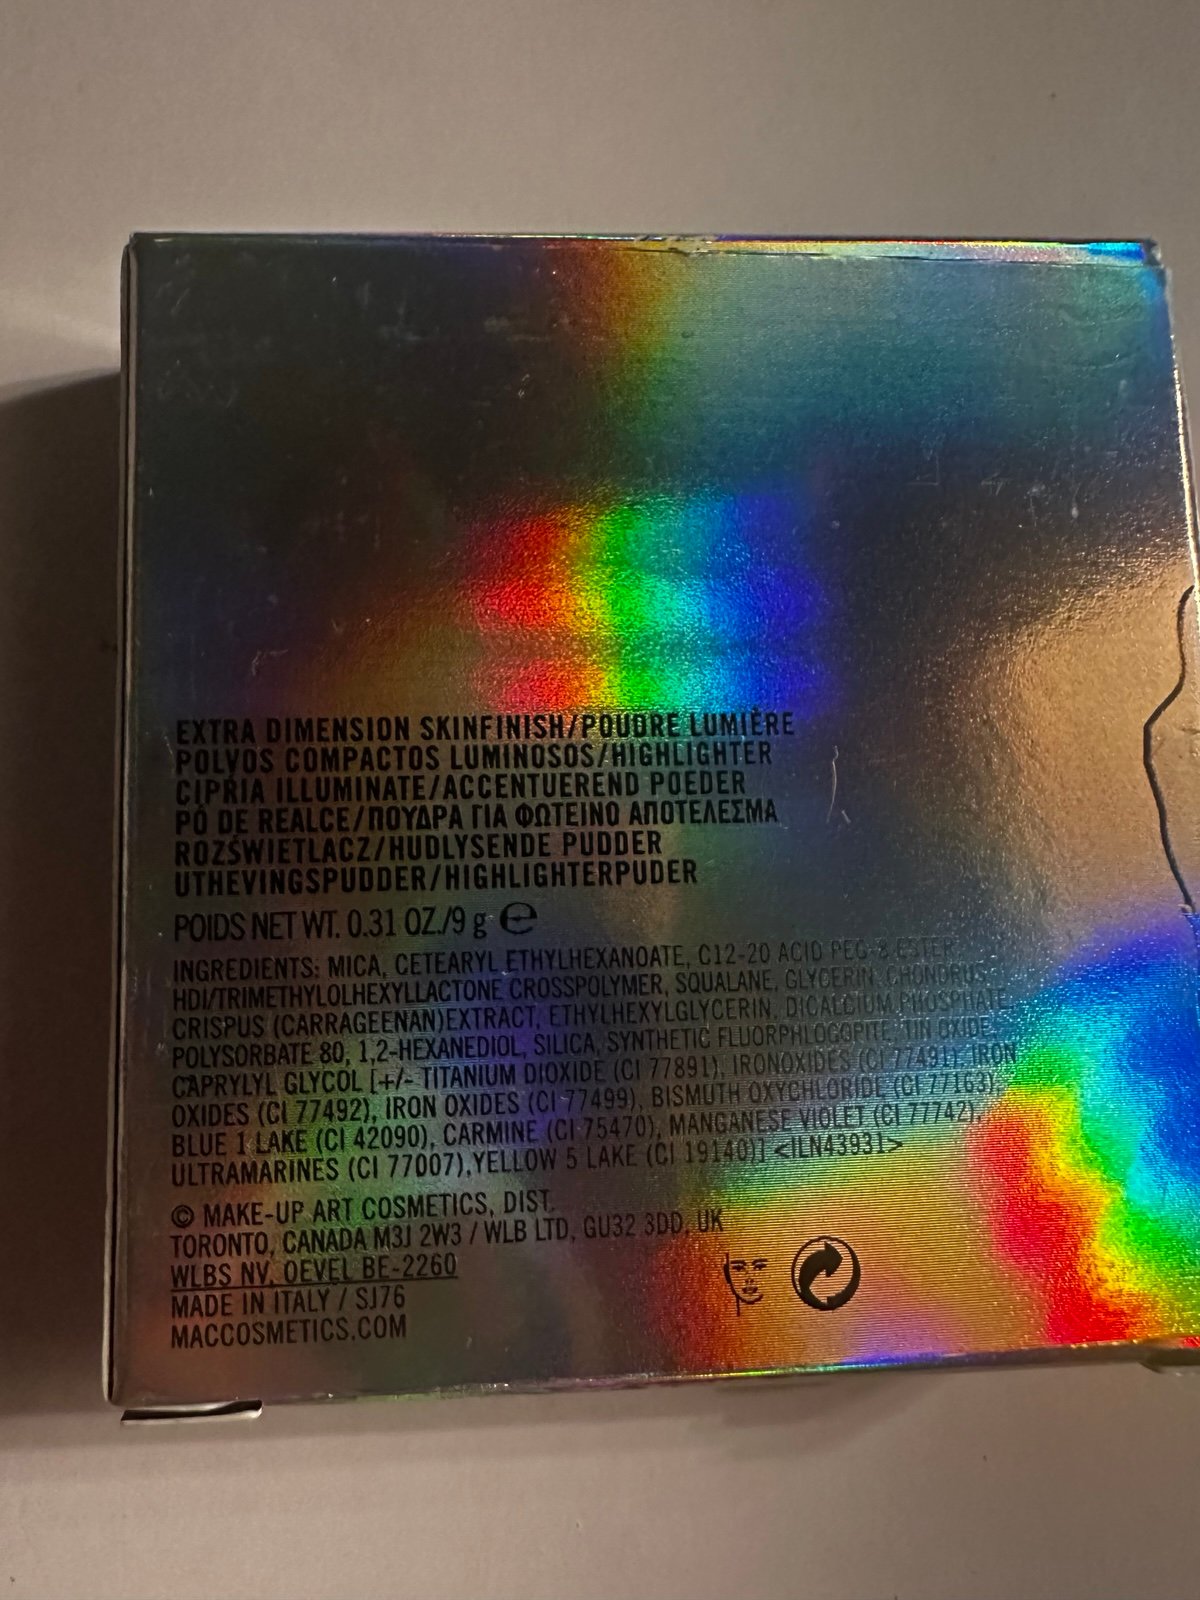 EXTRA DIMENSION SKINFINISH/POUDRE LUMIÈRE
POLVOS COMPACTOS LUMINOSOS/HIGHLIGHTER
CIPRIA ILLUMINATE/ACCENTUEREND POEDER
PÓ DE REALCE/ΠΟΥΔΡΑ ΓΙΑ ΦΩΤΕΙΝΟ ΑΠΟΤΕΛΕΣΜΑ
ROZŚWIETLACZ/HUDLYSENDE PUDDER
UTHEVINGSPUDDER/HIGHLIGHTERPUDER
POIDS NET WT. 0.31 OZ./9 g ℮
INGREDIENTS: MICA, CETEARYL ETHYLHEXANOATE, C12-20 ACID PEG-8 ESTER,
HDI/TRIMETHYLOLHEXYLLACTONE CROSSPOLYMER, SQUALANE, GLYCERIN, CHONDRUS
CRISPUS (CARRAGEENAN)EXTRACT, ETHYLHEXYLGLYCERIN, DICALCIUM PHOSPHATE,
POLYSORBATE 80, 1,2-HEXANEDIOL, SILICA, SYNTHETIC FLUORPHLOGOPITE, TIN OXIDE,
CAPRYLYL GLYCOL [+/- TITANIUM DIOXIDE (CI 77891), IRONOXIDES (CI 77491), IRON
OXIDES (CI 77492), IRON OXIDES (CI 77499), BISMUTH OXYCHLORIDE (CI 77163),
BLUE 1 LAKE (CI 42090), CARMINE (CI 75470), MANGANESE VIOLET (CI 77742),
ULTRAMARINES (CI 77007),YELLOW 5 LAKE (CI 19140)] <ILN43931>
© MAKE-UP ART COSMETICS, DIST.
TORONTO, CANADA M3J 2W3 / WLB LTD, GU32 3DD, UK
WLBS NV, OEVEL BE-2260
MADE IN ITALY / SJ76
MACCOSMETICS.COM